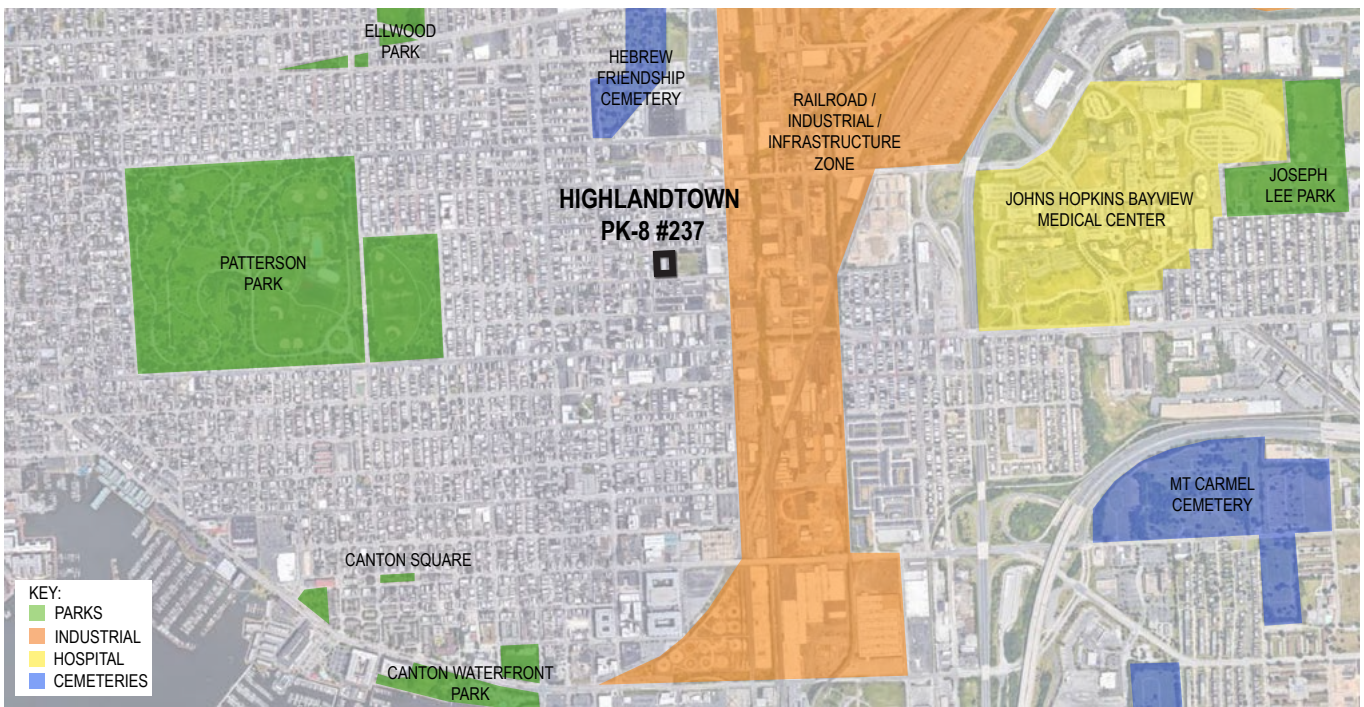 ELLWOOD
PARK
HEBREW
FRIENDSHIP
CEMETERY
RAILROAD /
INDUSTRIAL /
INFRASTRUCTURE
ZONE
JOHNS HOPKINS BAYVIEW
MEDICAL CENTER
JOSEPH
LEE PARK
HIGHLANDTOWN
PK-8 #237
PATTERSON
PARK
MT CARMEL
CEMETERY
CANTON SQUARE
CANTON WATERFRONT
PARK
KEY:
PARKS
INDUSTRIAL
HOSPITAL
CEMETERIES